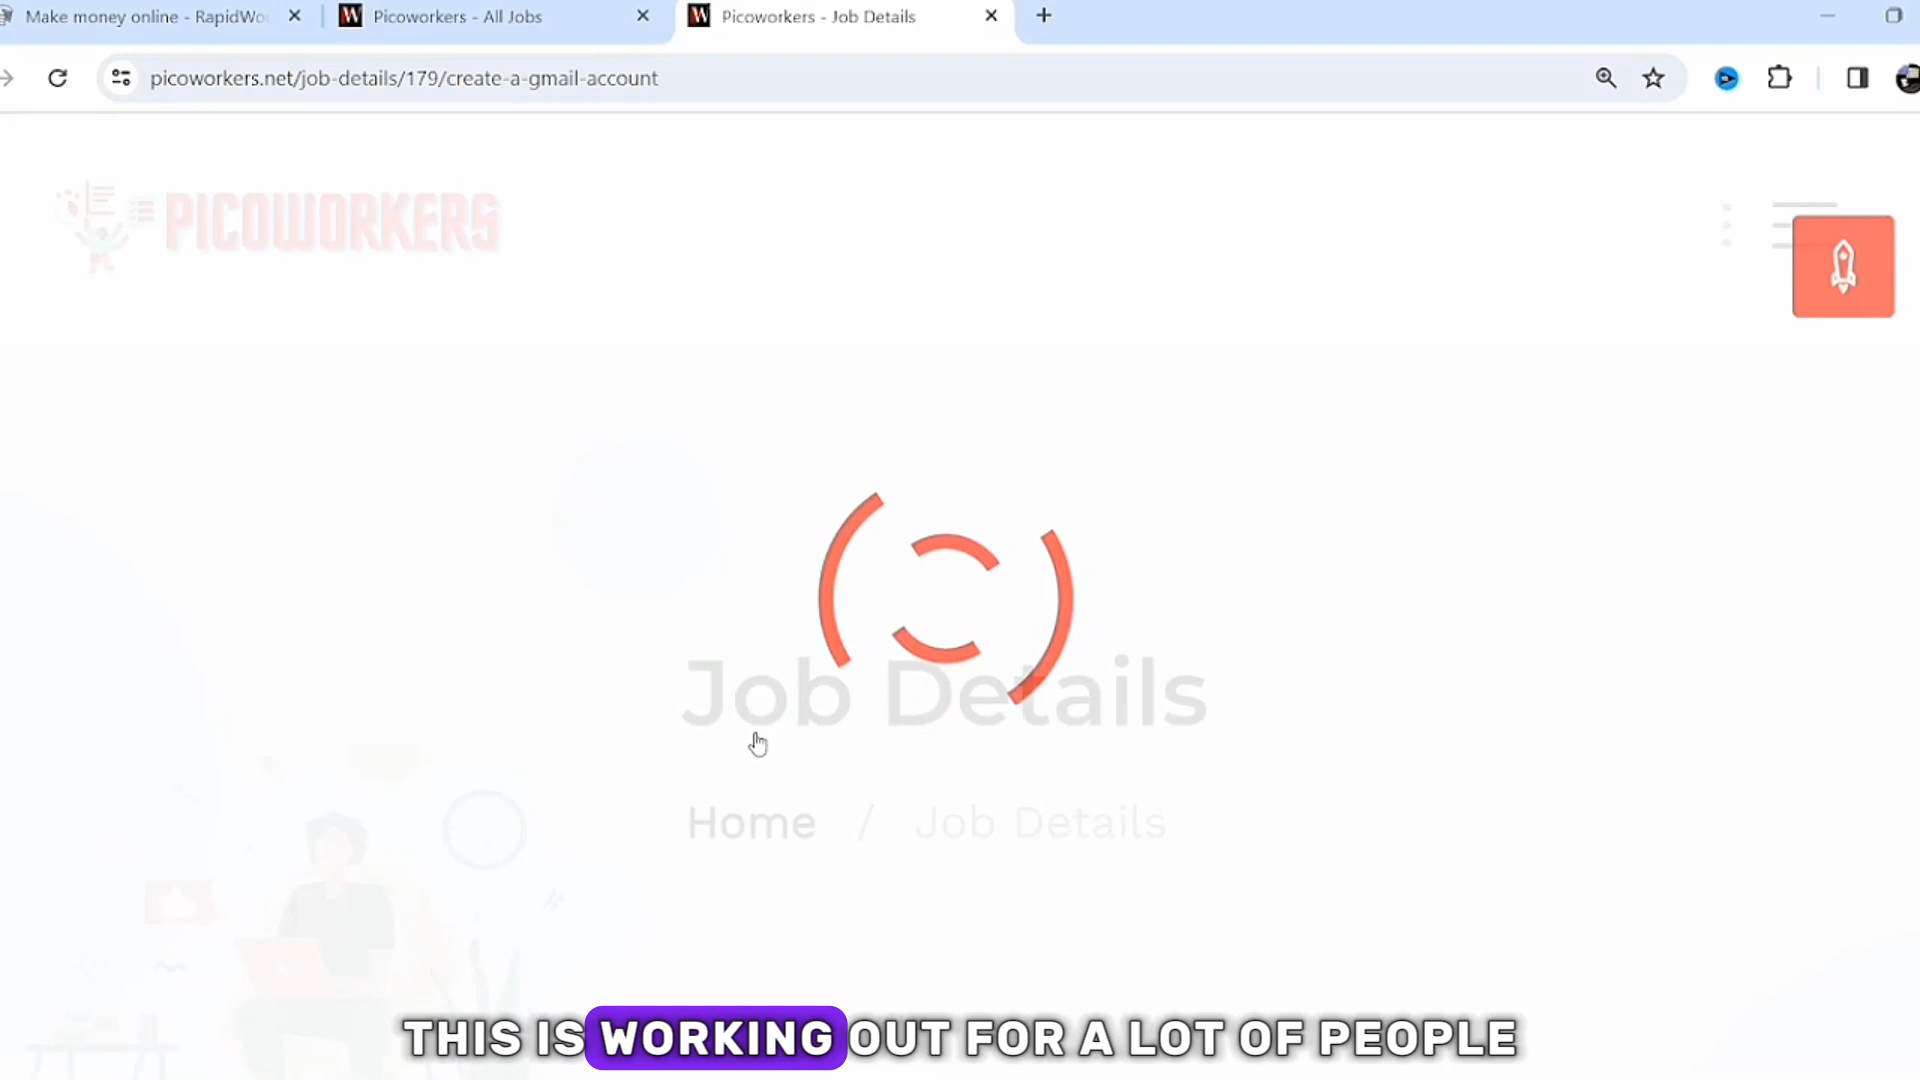 Make money online - RapidWo
Picoworkers - All Jobs
Picoworkers - Job Details
picoworkers.net/job-details/179/create-a-gmail-account
PICOWORKERS
Job Details
Home / Job Details
THIS IS WORKING OUT FOR A LOT OF PEOPLE